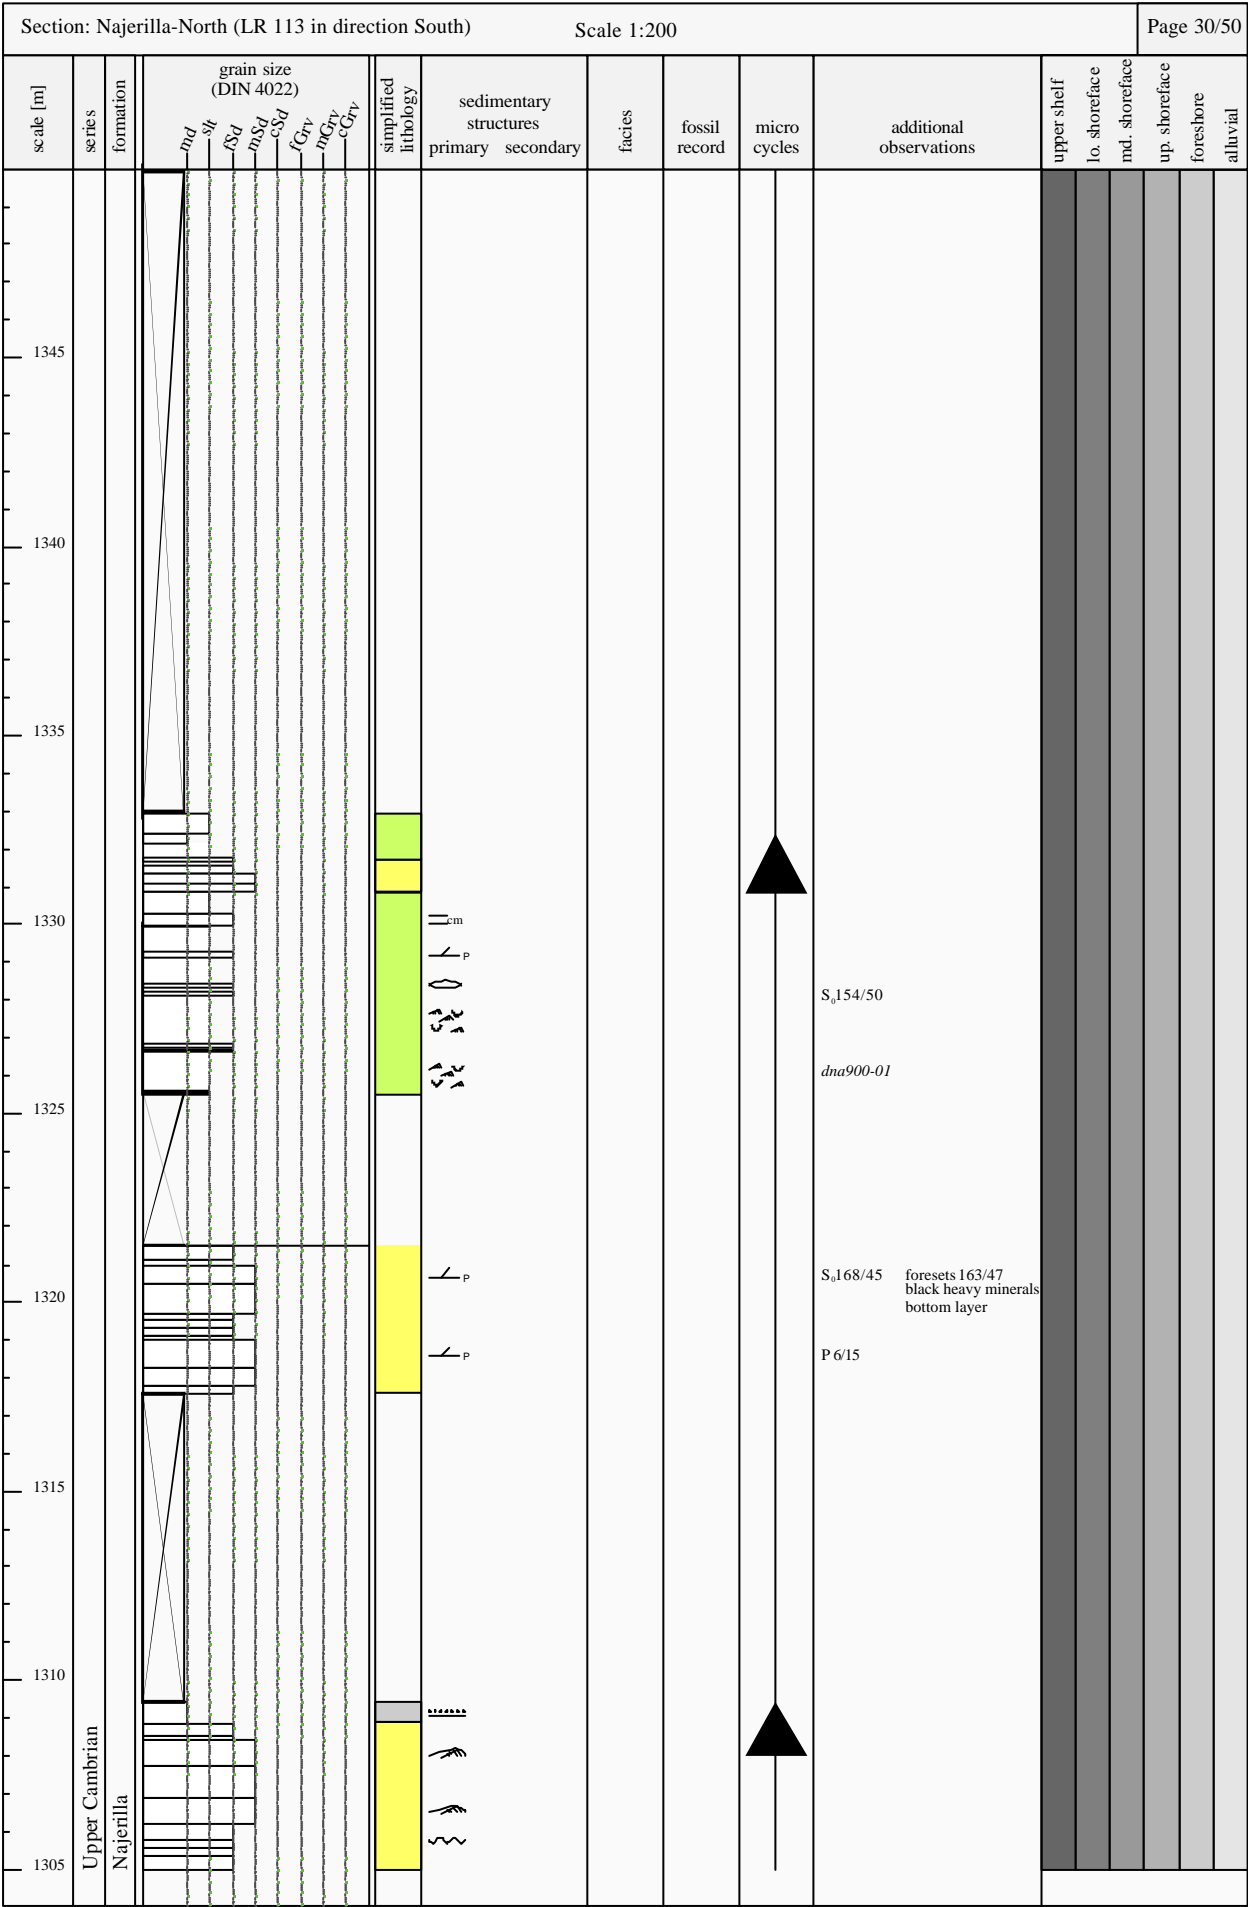 Section: Najerilla-North (LR 113 in direction South) Scale 1:200 Page 30/50
scale [m]
series
formation
grain size
(DIN 4022)
md
slt
fSd
mSd
cSd
fGrv
mGrv
cGrv
simplified
lithology
sedimentary
structures
primary secondary
facies
fossil
record
micro
cycles
additional
observations
upper shelf
lo. shoreface
md. shoreface
up. shoreface
foreshore
alluvial
1345
1340
1335
1330
cm
P
S₀154/50
dna900-01
1325
1320
P
S₀168/45 foresets 163/47
black heavy minerals
bottom layer
P
P 6/15
1315
1310
1305
Upper Cambrian
Najerilla